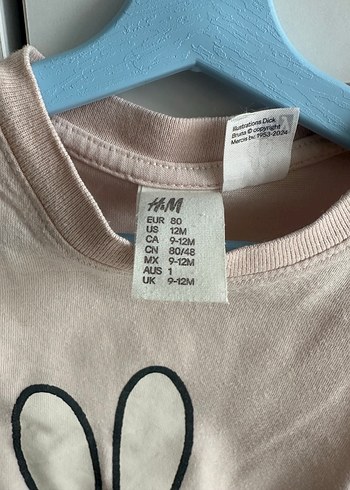 Illustrations Dick
Bruna © copyright
Mercis bv, 1953-2024
H&M
EUR 80
US 12M
CA 9-12M
CN 80/48
MX 9-12M
AUS 1
UK 9-12M